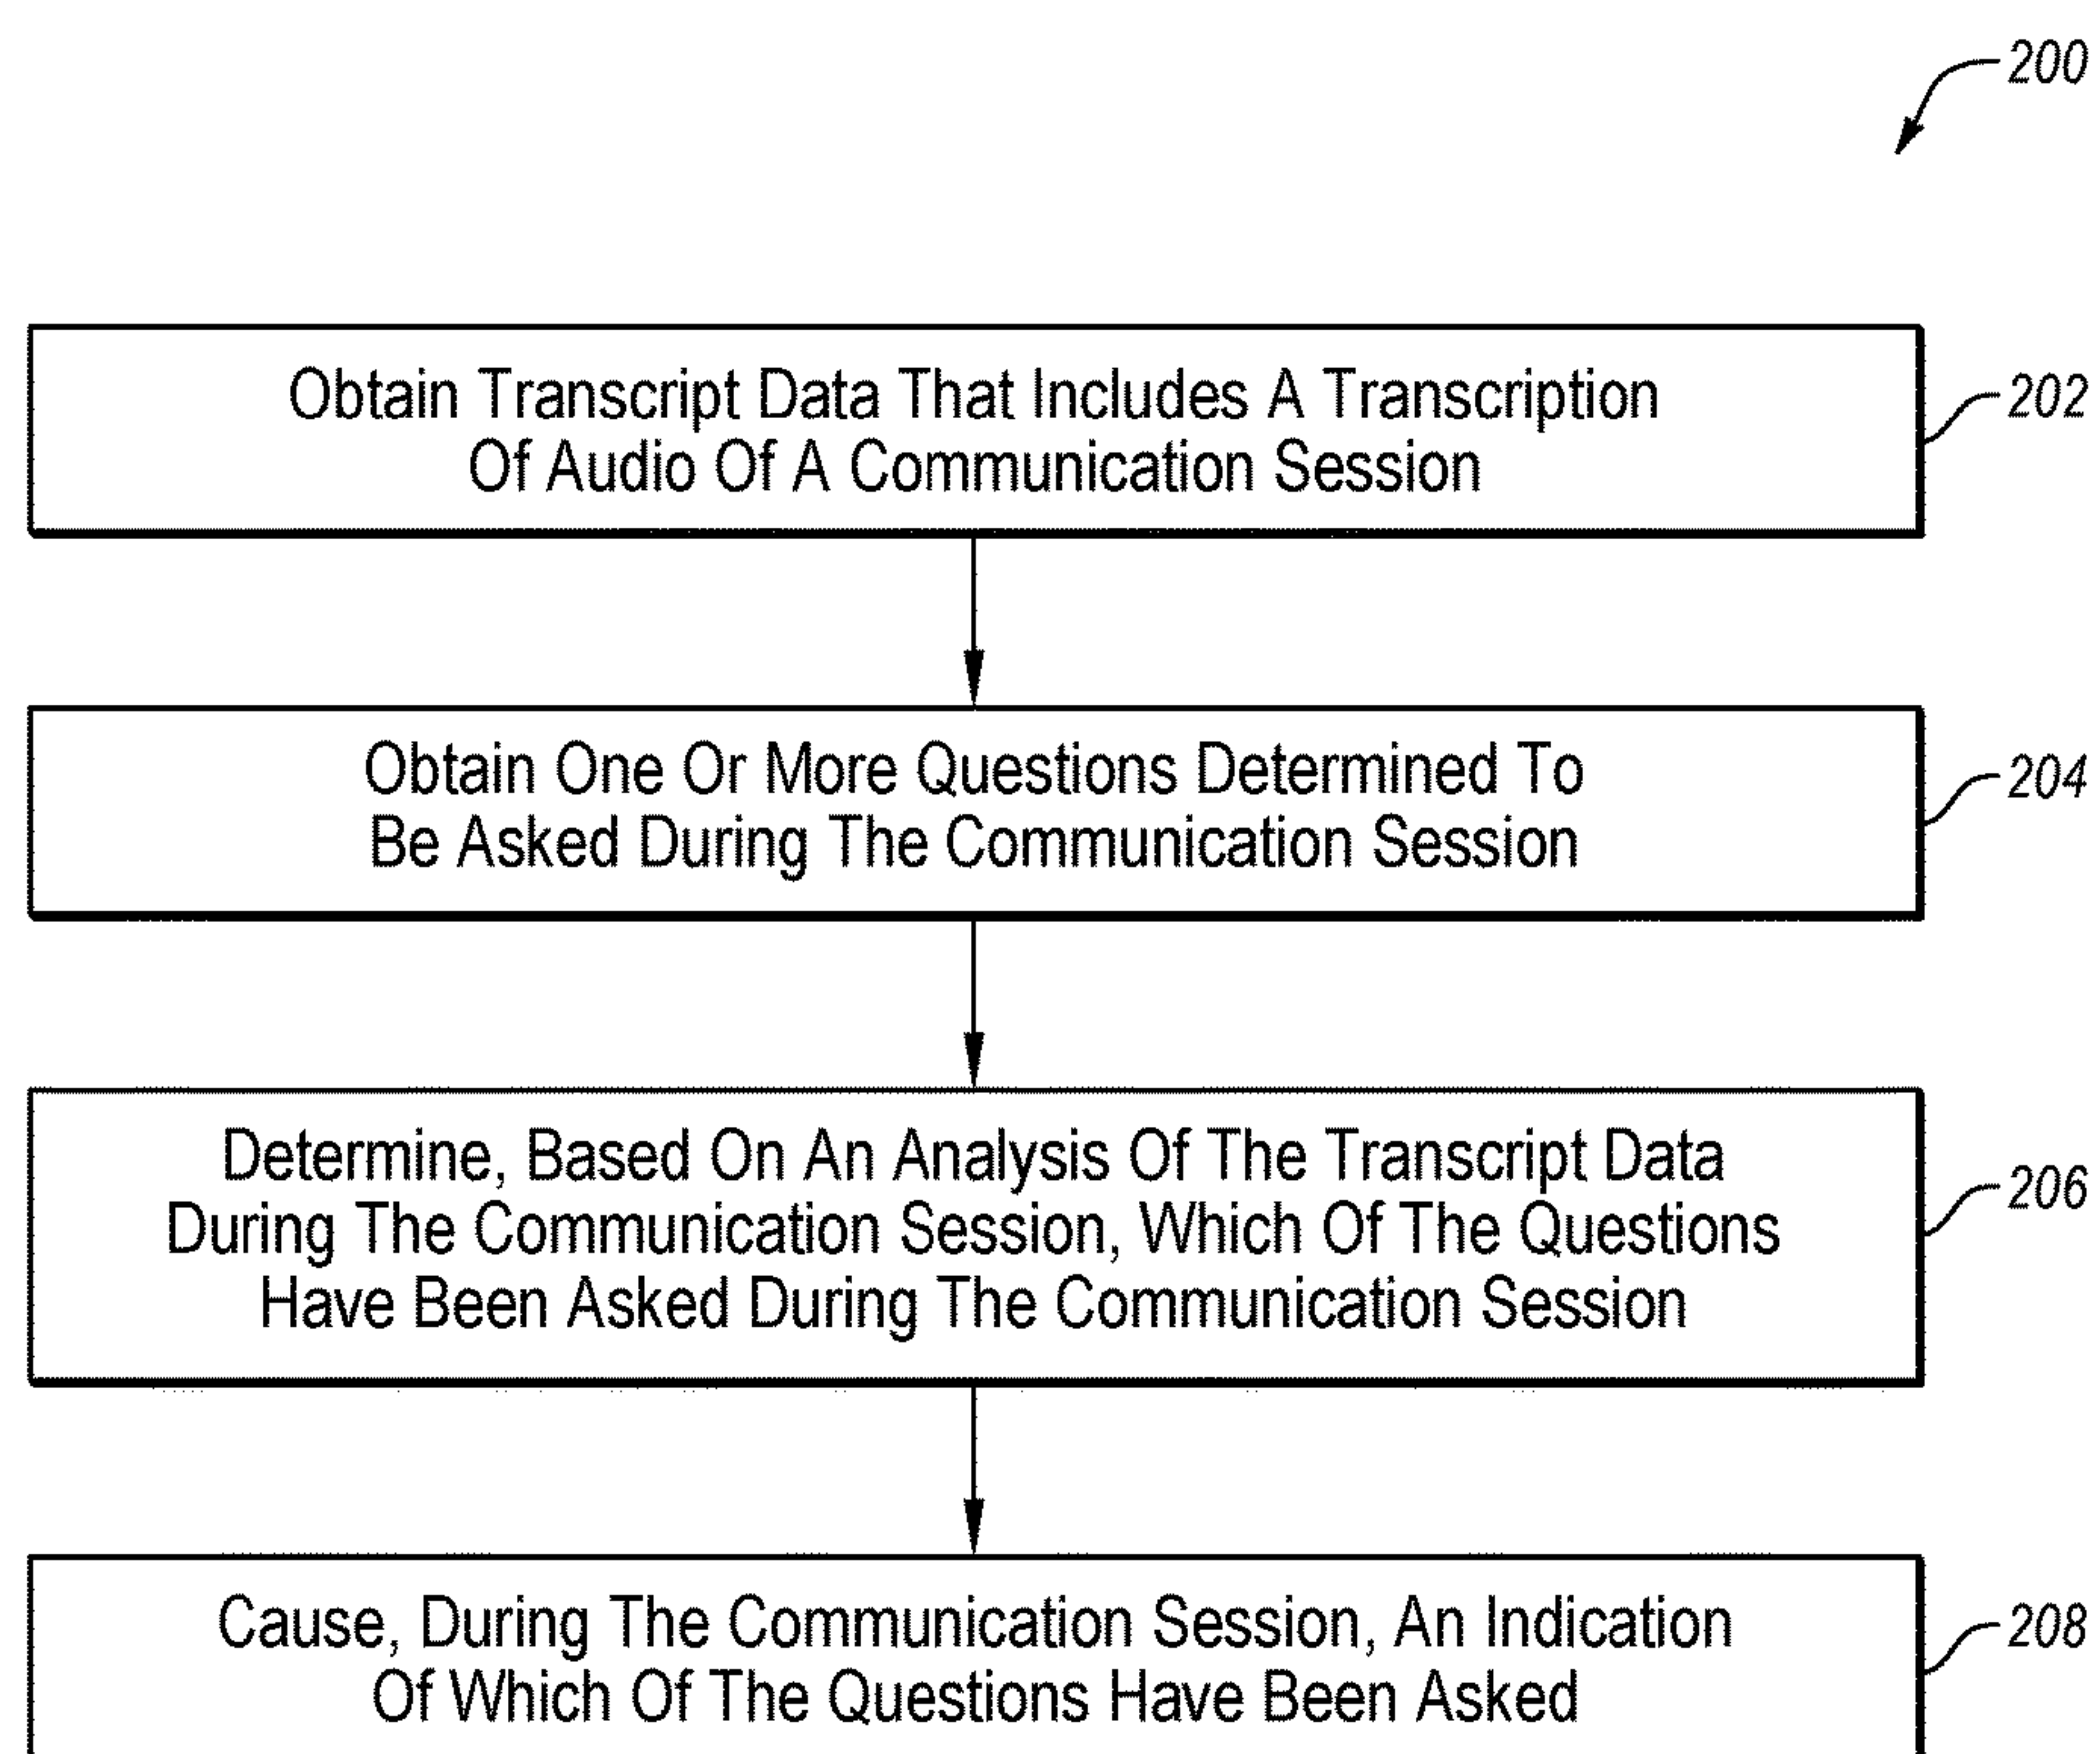 200
Obtain Transcript Data That Includes A Transcription
Of Audio Of A Communication Session
202
Obtain One Or More Questions Determined To
Be Asked During The Communication Session
204
Determine, Based On An Analysis Of The Transcript Data
During The Communication Session, Which Of The Questions
Have Been Asked During The Communication Session
206
Cause, During The Communication Session, An Indication
Of Which Of The Questions Have Been Asked
208